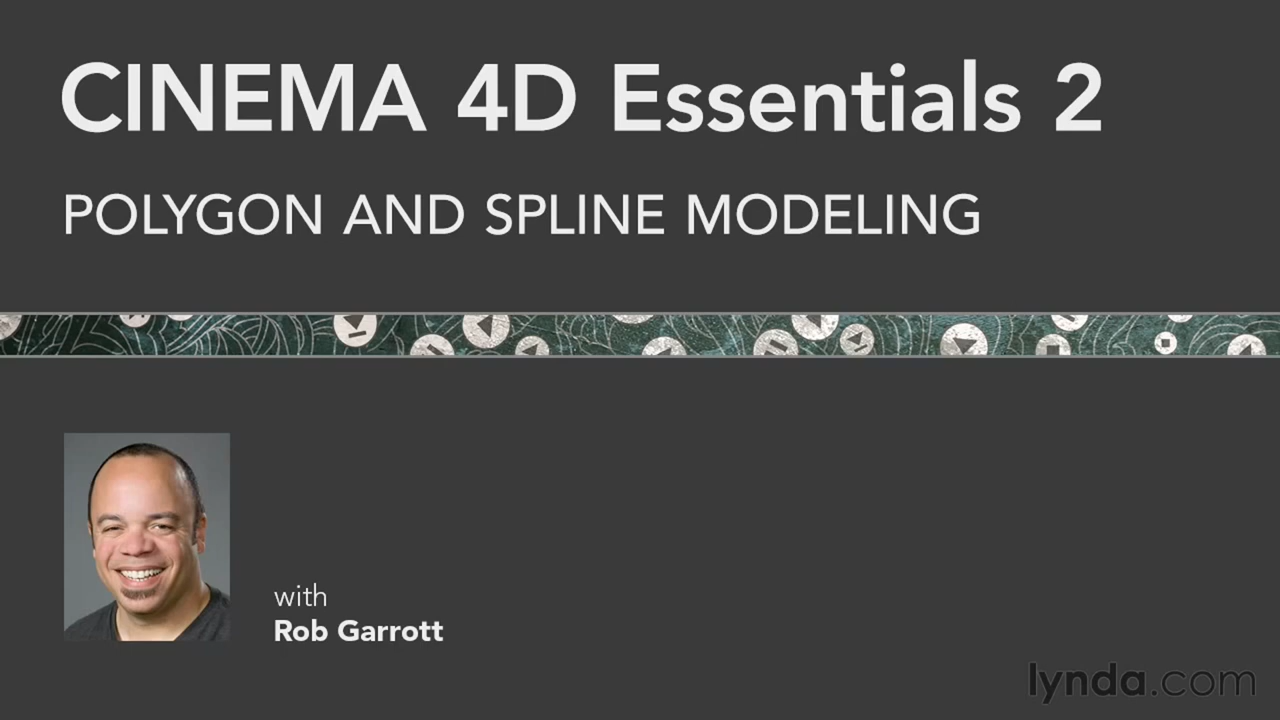 CINEMA 4D Essentials 2
POLYGON AND SPLINE MODELING
with
Rob Garrott
lynda.com